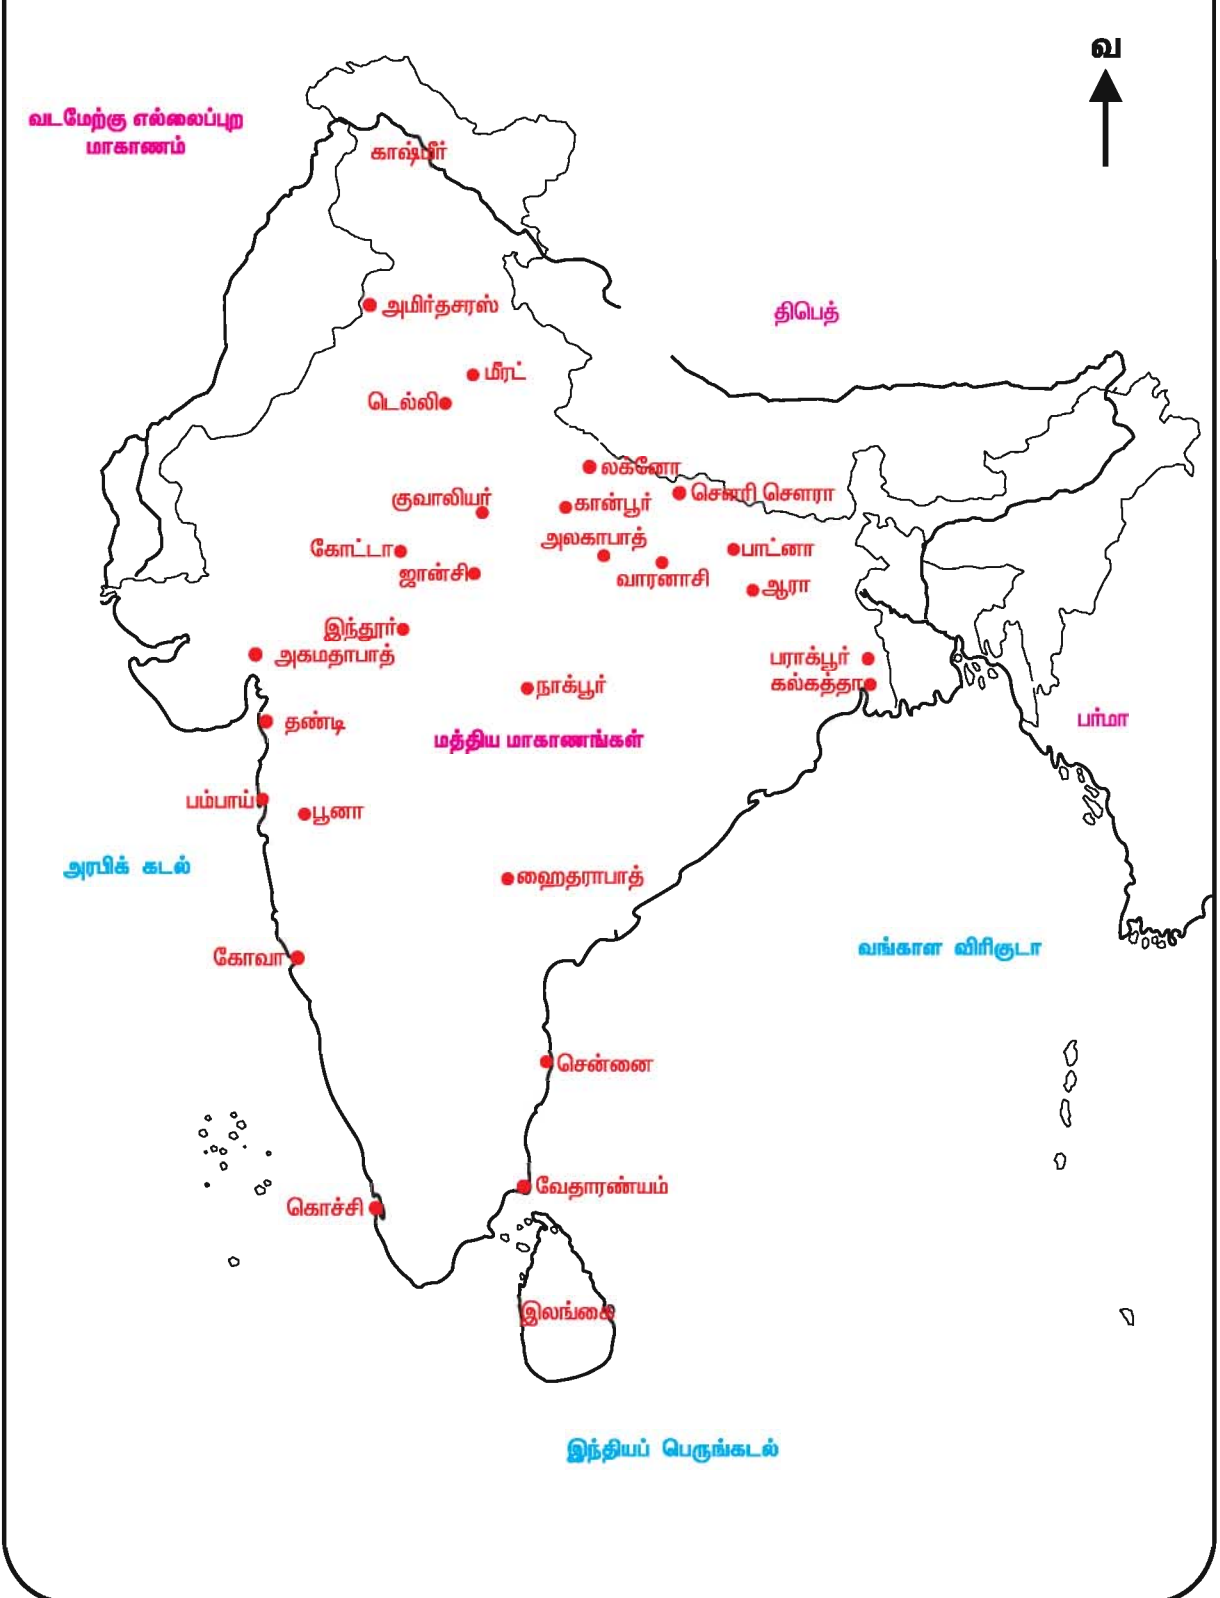 வ
வடமேற்கு எல்லைப்புற
மாகாணம்
காஷ்மீர்
அமிர்தசரஸ்
திபெத்
மீரட்
டெல்லி
லக்னோ
சௌரி சௌரா
குவாலியர்
கான்பூர்
அலகாபாத்
கோட்டா
பாட்னா
ஜான்சி
வாரனாசி
ஆரா
இந்தூர்
அகமதாபாத்
பராக்பூர்
கல்கத்தா
நாக்பூர்
தண்டி
பர்மா
மத்திய மாகாணங்கள்
பம்பாய்
பூனா
அரபிக் கடல்
ஹைதராபாத்
வங்காள விரிகுடா
கோவா
சென்னை
வேதாரண்யம்
கொச்சி
இலங்கை
இந்தியப் பெருங்கடல்